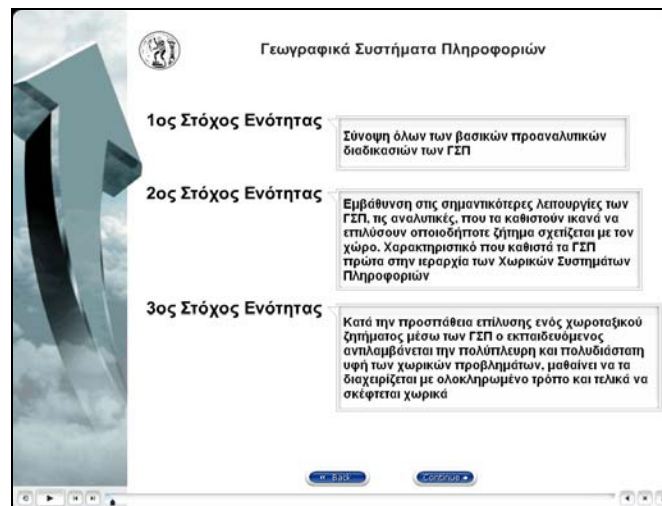 Γεωγραφικά Συστήματα Πληροφοριών
1ος Στόχος Ενότητας
Σύνοψη όλων των βασικών προαναλυτικών
διαδικασιών των ΓΣΠ
2ος Στόχος Ενότητας
Εμβάθυνση στις σημαντικότερες λειτουργίες των
ΓΣΠ, τις αναλυτικές, που τα καθιστούν ικανά να
επιλύσουν οποιοδήποτε ζήτημα σχετίζεται με τον
χώρο. Χαρακτηριστικό που καθιστά τα ΓΣΠ
πρώτα στην ιεραρχία των Χωρικών Συστημάτων
Πληροφοριών
3ος Στόχος Ενότητας
Κατά την προσπάθεια επίλυσης ενός χωροταξικού
ζητήματος μέσω των ΓΣΠ ο εκπαιδευόμενος
αντιλαμβάνεται την πολύπλευρη και πολυδιάστατη
υφή των χωρικών προβλημάτων, μαθαίνει να τα
διαχειρίζεται με ολοκληρωμένο τρόπο και τελικά να
σκέφτεται χωρικά
Back
Continue